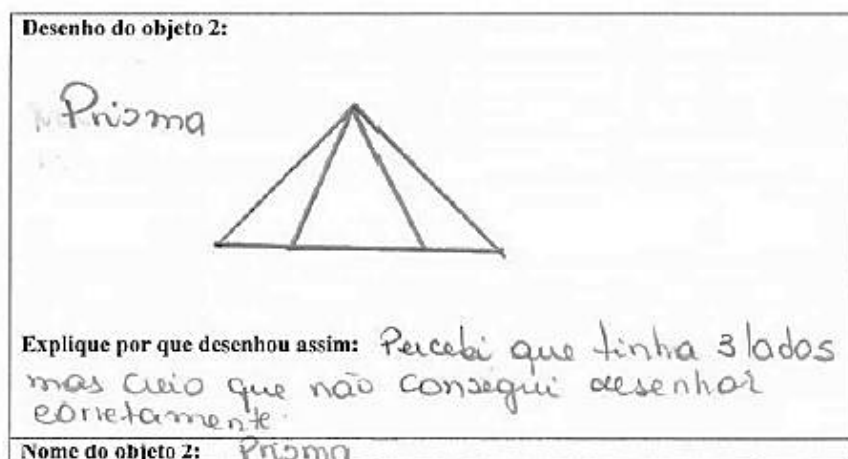 Desenho do objeto 2:
Prisma
Explique por que desenhou assim: Percebi que tinha 3 lados
mas creio que não consegui desenhar
corretamente.
Nome do objeto 2: Prisma